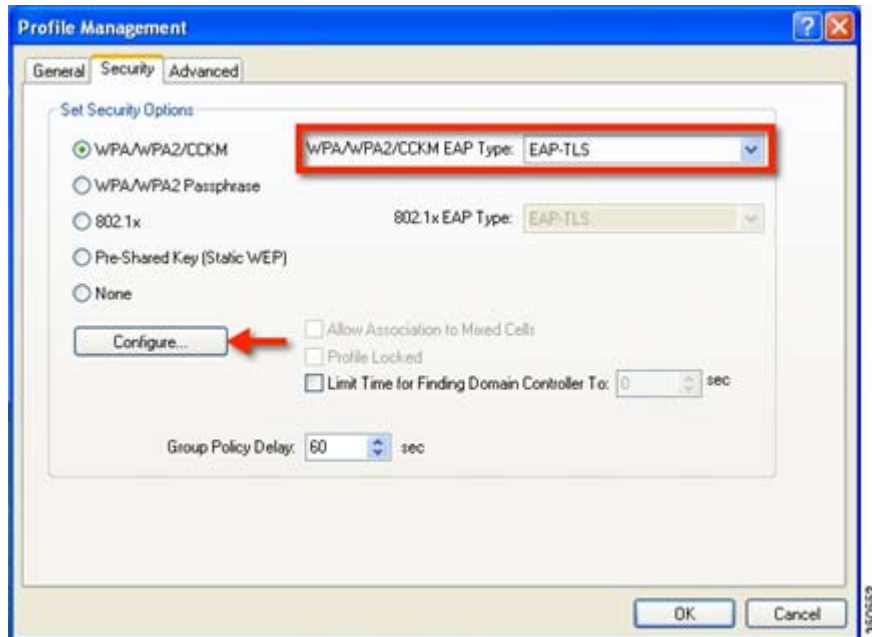 Profile Management
General Security Advanced
Set Security Options
WPA/WPA2/CCKM
WPA/WPA2/CCKM EAP Type: EAP-TLS
WPA/WPA2 Passphrase
802.1x
802.1x EAP Type: EAP-TLS
Pre-Shared Key (Static WEP)
None
Configure...
Allow Association to Mixed Cells
Profile Locked
Limit Time for Finding Domain Controller To: 0 sec
Group Policy Delay: 60 sec
OK Cancel